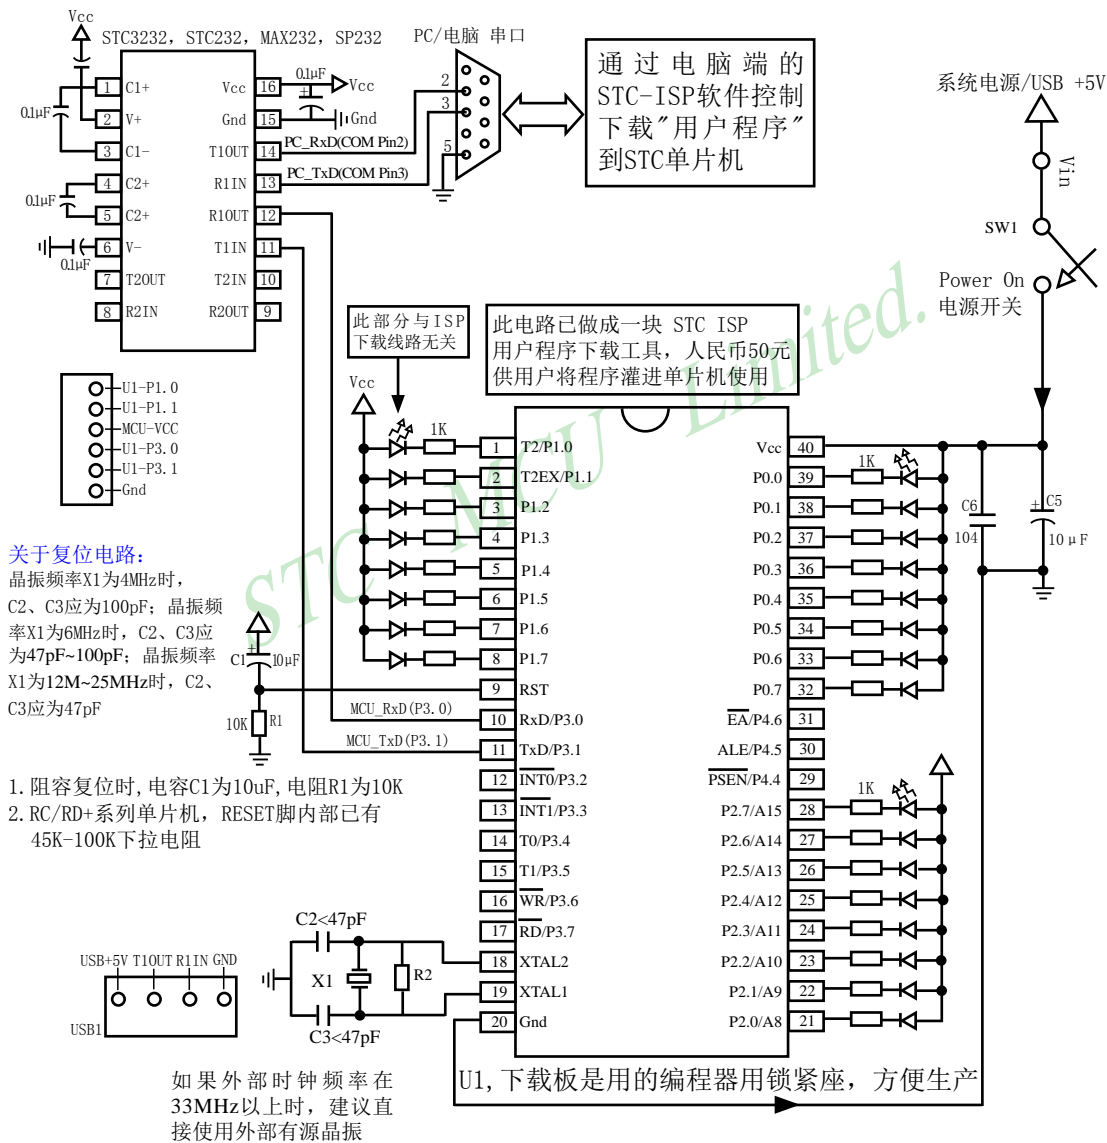 Vcc
STC3232, STC232, MAX232, SP232
PC/电脑 串口
0.1μF
0.1μF
0.1μF
0.1μF
1 C1+
2 V+
3 C1-
4 C2+
5 C2+
6 V-
7 T2OUT
8 R2IN
Vcc 16
Gnd 15
T1OUT 14
R1IN 13
R1OUT 12
T1IN 11
T2IN 10
R2OUT 9
Vcc
Gnd
PC_RxD(COM Pin2)
PC_TxD(COM Pin3)
2
3
5
通过电脑端的
STC-ISP软件控制
下载"用户程序"
到STC单片机
系统电源/USB +5V
Vin
SW1
Power On
电源开关
此部分与ISP
下载线路无关
此电路已做成一块 STC ISP
用户程序下载工具, 人民币50元
供用户将程序灌进单片机使用
STC MCU Limited.
U1-P1.0
U1-P1.1
MCU-VCC
U1-P3.0
U1-P3.1
Gnd
Vcc
1K
1 T2/P1.0
2 T2EX/P1.1
3 P1.2
4 P1.3
5 P1.4
6 P1.5
7 P1.6
8 P1.7
9 RST
10 RxD/P3.0
11 TxD/P3.1
12 INT0/P3.2
13 INT1/P3.3
14 T0/P3.4
15 T1/P3.5
16 WR/P3.6
17 RD/P3.7
18 XTAL2
19 XTAL1
20 Gnd
Vcc 40
P0.0 39
P0.1 38
P0.2 37
P0.3 36
P0.4 35
P0.5 34
P0.6 33
P0.7 32
EA/P4.6 31
ALE/P4.5 30
PSEN/P4.4 29
P2.7/A15 28
P2.6/A14 27
P2.5/A13 26
P2.4/A12 25
P2.3/A11 24
P2.2/A10 23
P2.1/A9 22
P2.0/A8 21
1K
1K
C6
104
+ C5
10μF
关于复位电路:
晶振频率X1为4MHz时,
C2、C3应为100pF; 晶振频
率X1为6MHz时, C2、C3应
为47pF~100pF; 晶振频率
X1为12M~25MHz时, C2、
C3应为47pF
C1 + 10μF
10K R1
MCU_RxD(P3.0)
MCU_TxD(P3.1)
1. 阻容复位时, 电容C1为10uF, 电阻R1为10K
2. RC/RD+系列单片机, RESET脚内部已有
45K-100K下拉电阻
C2<47pF
X1
R2
C3<47pF
USB+5V T1OUT R1IN GND
USB1
如果外部时钟频率在
33MHz以上时, 建议直
接使用外部有源晶振
U1, 下载板是用的编程器用锁紧座, 方便生产